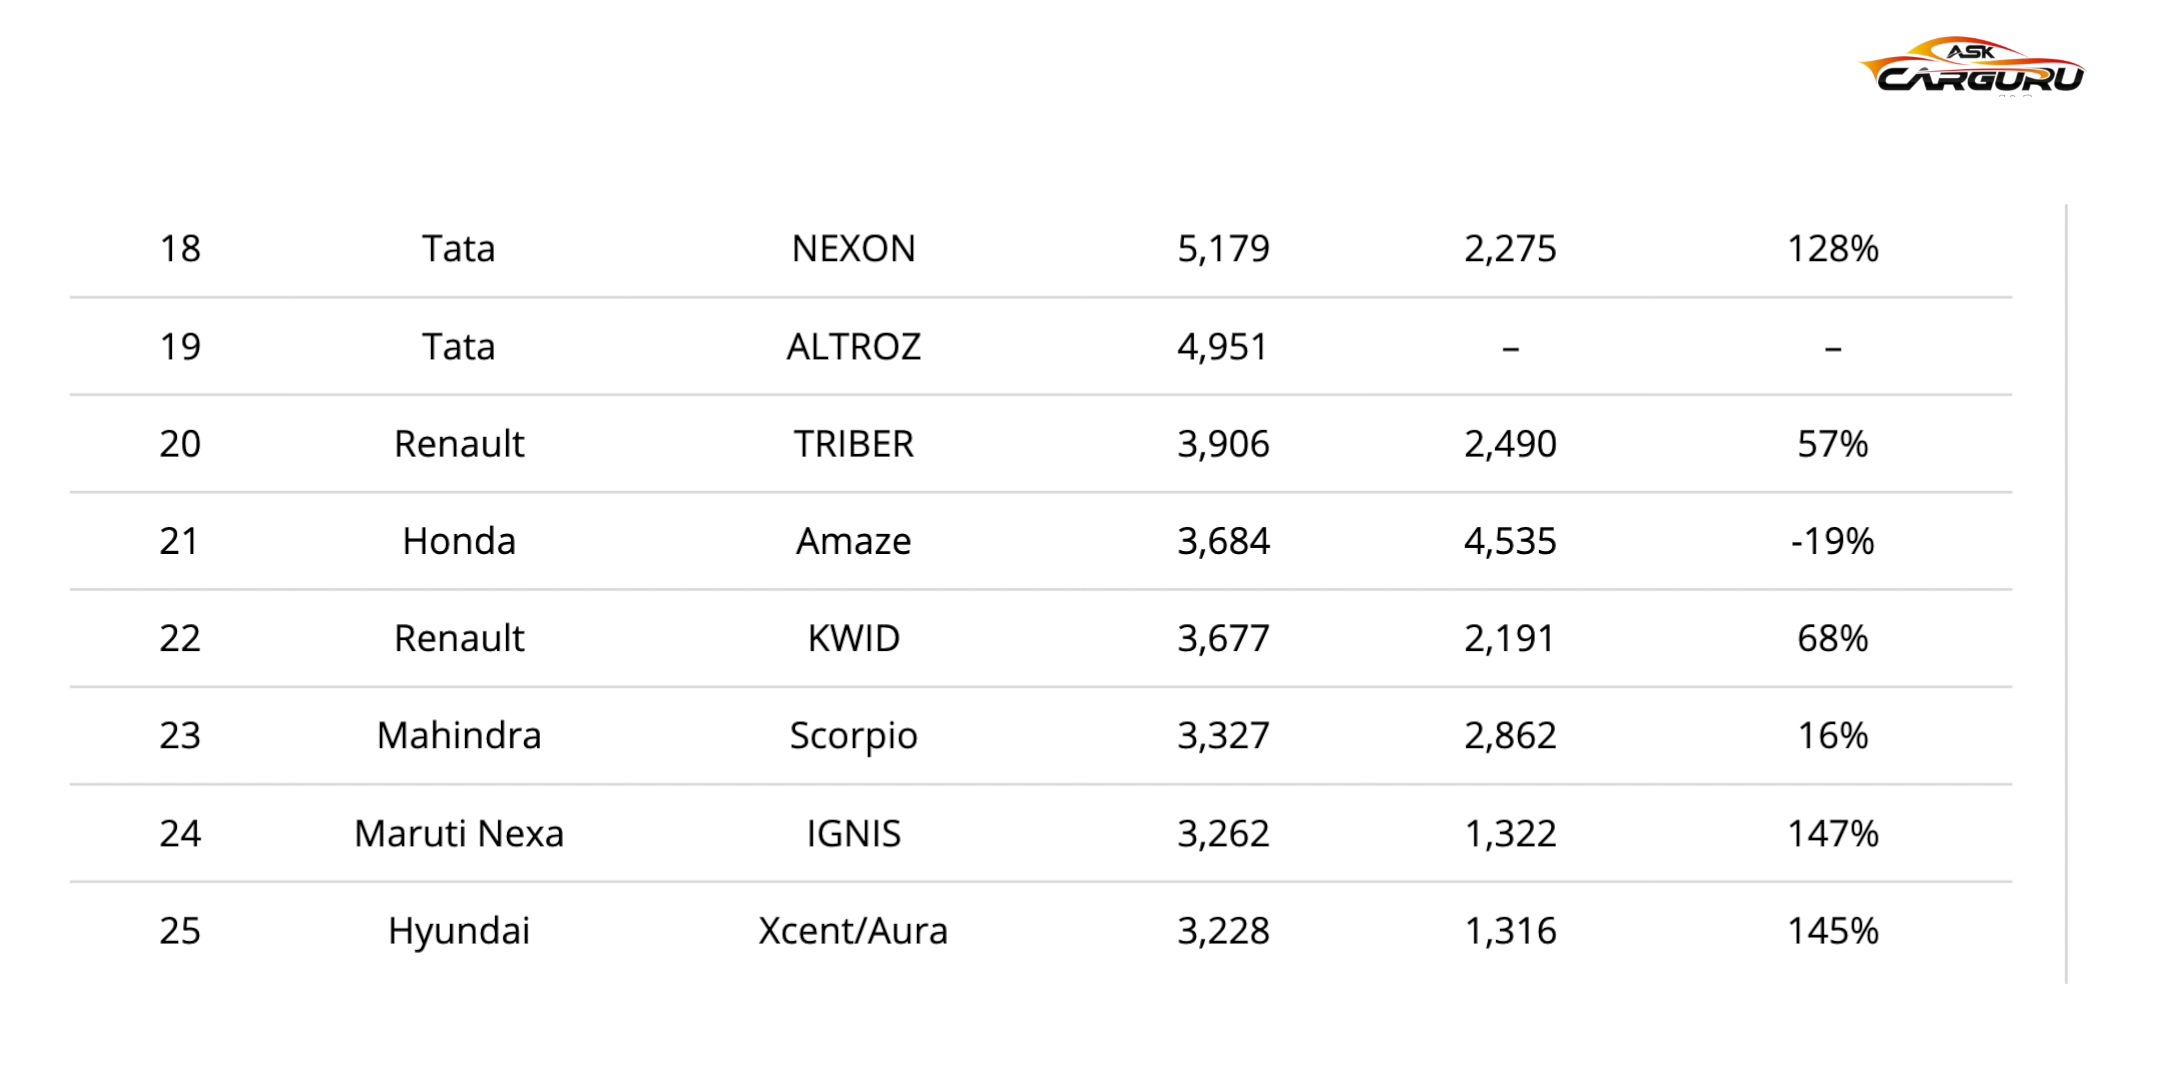 ASK
CARGURU
18 Tata NEXON 5,179 2,275 128%
19 Tata ALTROZ 4,951 – –
20 Renault TRIBER 3,906 2,490 57%
21 Honda Amaze 3,684 4,535 -19%
22 Renault KWID 3,677 2,191 68%
23 Mahindra Scorpio 3,327 2,862 16%
24 Maruti Nexa IGNIS 3,262 1,322 147%
25 Hyundai Xcent/Aura 3,228 1,316 145%